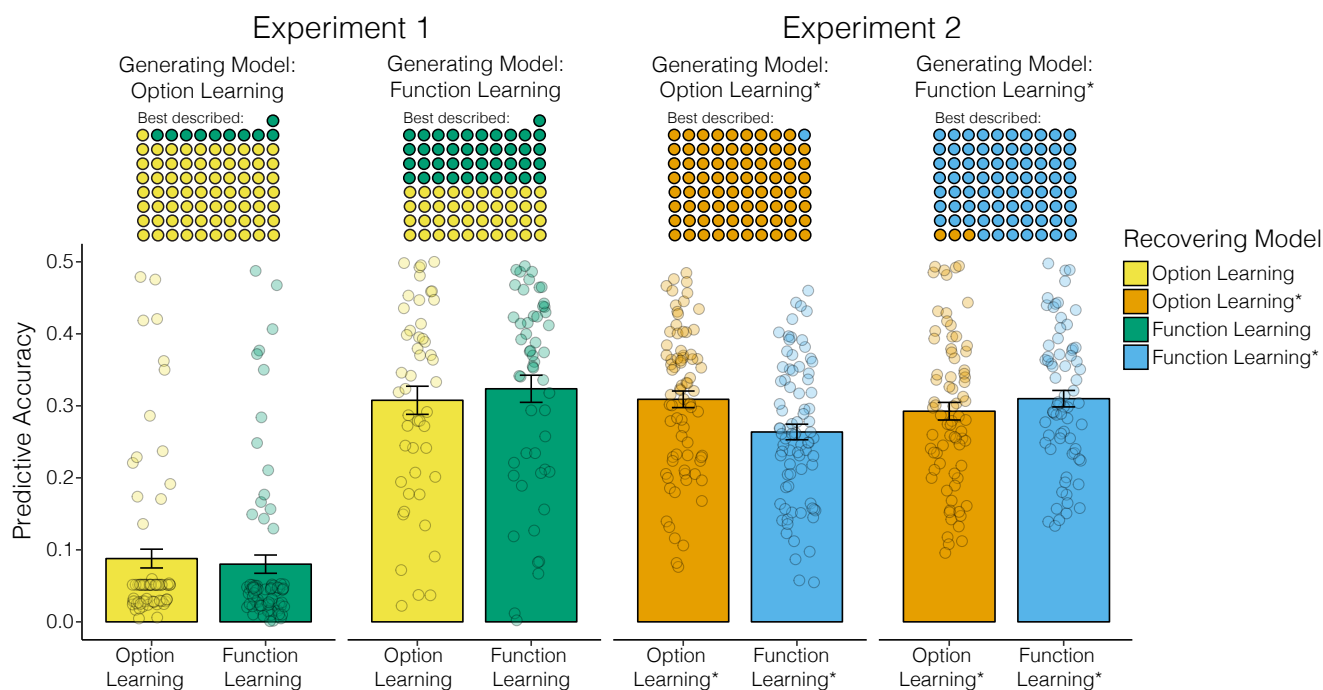 Experiment 1
Experiment 2
Generating Model:
Option Learning
Generating Model:
Function Learning
Generating Model:
Option Learning*
Generating Model:
Function Learning*
Best described:
Best described:
Best described:
Best described:
Predictive Accuracy
0.5
0.4
0.3
0.2
0.1
0.0
Option
Learning
Function
Learning
Option
Learning
Function
Learning
Option
Learning*
Function
Learning*
Option
Learning*
Function
Learning*
Recovering Model
Option Learning
Option Learning*
Function Learning
Function Learning*